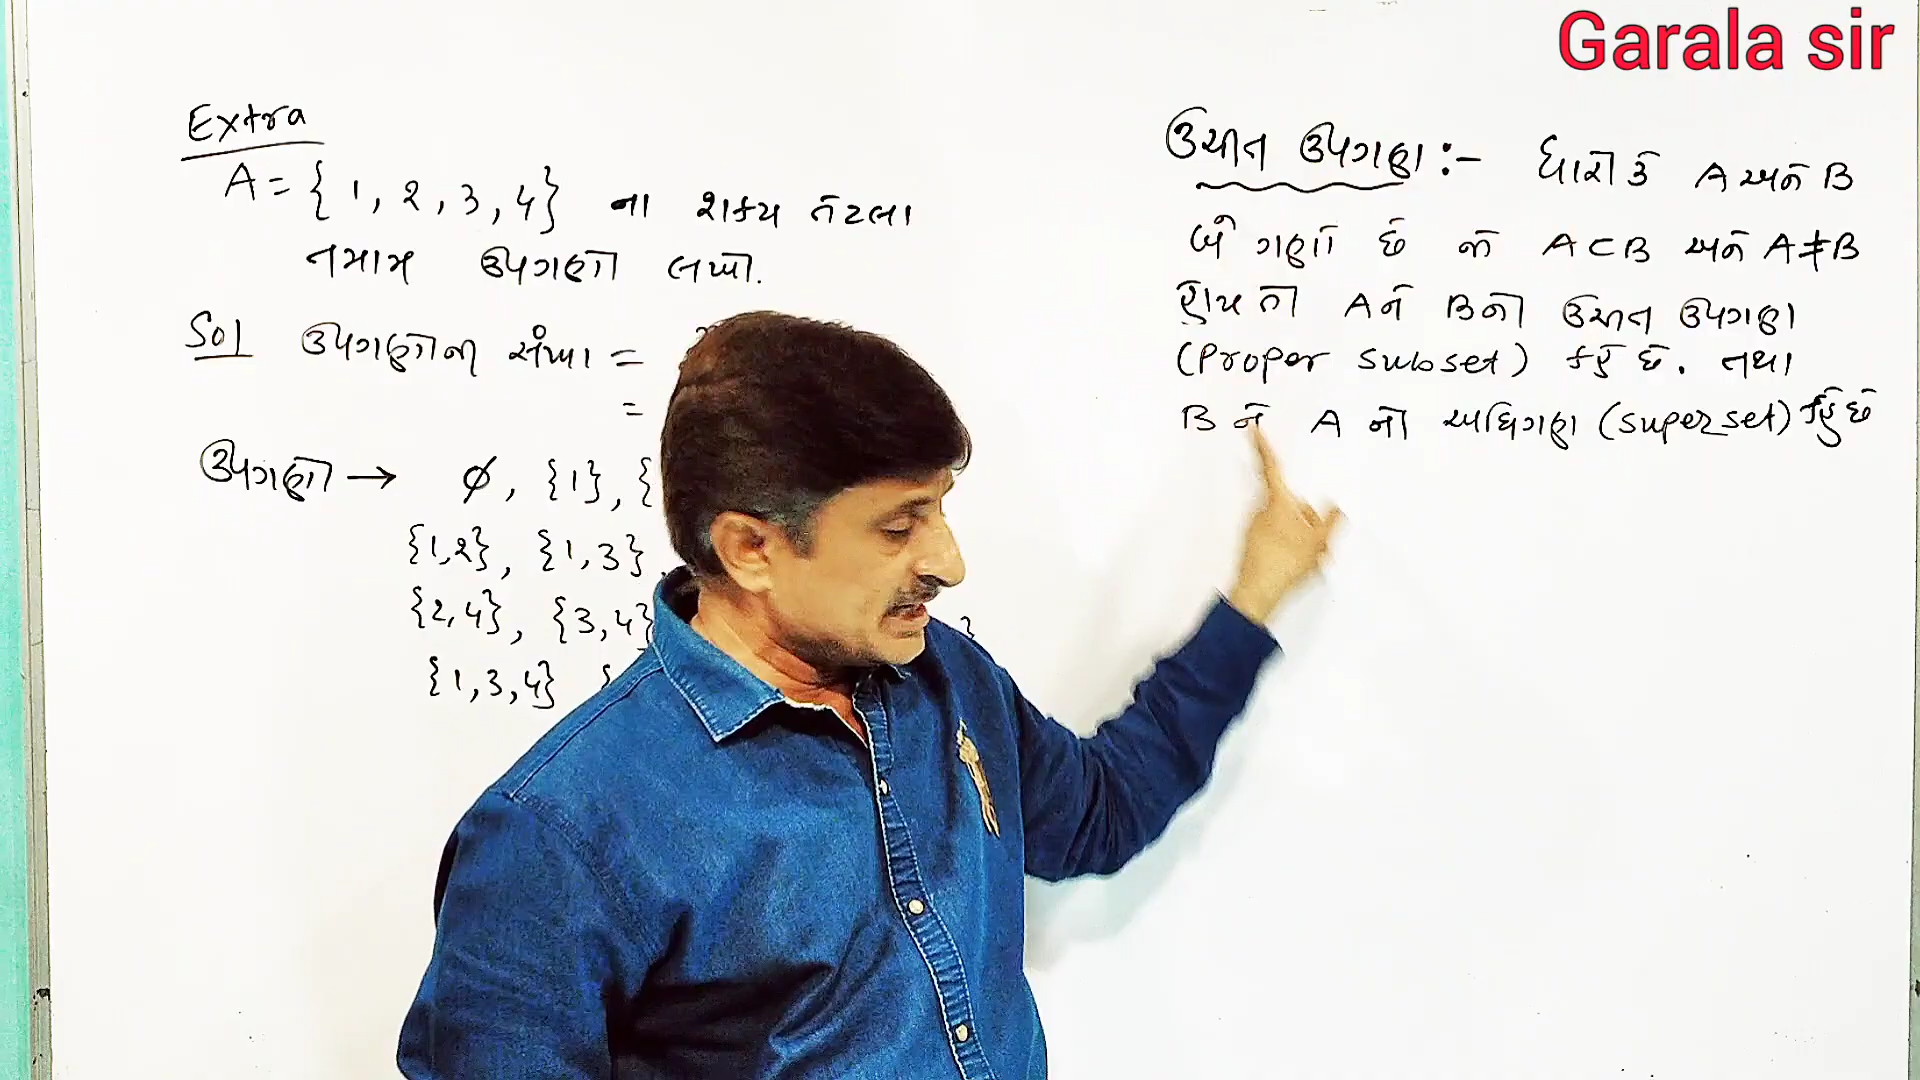 Garala sir
Extra
A = { 1, 2, 3, 4} ના શક્ય તેટલા
તમામ ઉપગણો લખો.
Sol ઉપગણોની સંખ્યા =
=
ઉપગણો → ϕ, {1}, {
{1,2}, {1,3}
{2,4}, {3,4}
{1,3,4} {
ઉચીત ઉપગણ :- ધારો કે A અને B
બે ગણો છે જો A⊂B અને A≠B
હોય તો A ને B નો ઉચીત ઉપગણ
(Proper subset) કહે છે. તથા
B ને A નો અધિગણ (superset) કહે છે